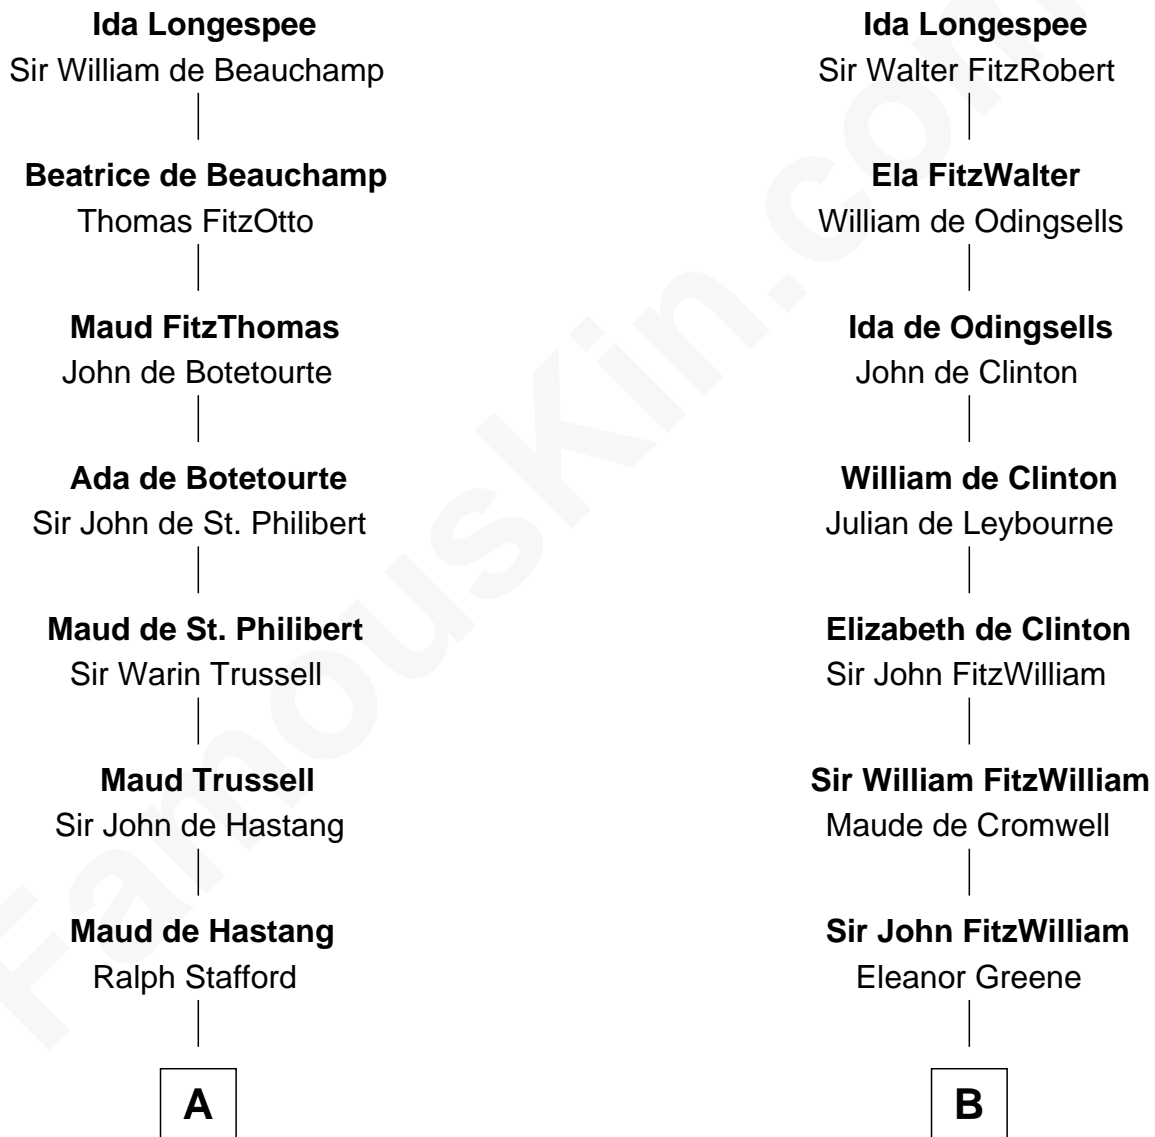 Ida Longespee
Sir William de Beauchamp
Beatrice de Beauchamp
Thomas FitzOtto
Maud FitzThomas
John de Botetourte
Ada de Botetourte
Sir John de St. Philibert
Maud de St. Philibert
Sir Warin Trussell
Maud Trussell
Sir John de Hastang
Maud de Hastang
Ralph Stafford
A
Ida Longespee
Sir Walter FitzRobert
Ela FitzWalter
William de Odingsells
Ida de Odingsells
John de Clinton
William de Clinton
Julian de Leybourne
Elizabeth de Clinton
Sir John FitzWilliam
Sir William FitzWilliam
Maude de Cromwell
Sir John FitzWilliam
Eleanor Greene
B
FamousKin.com